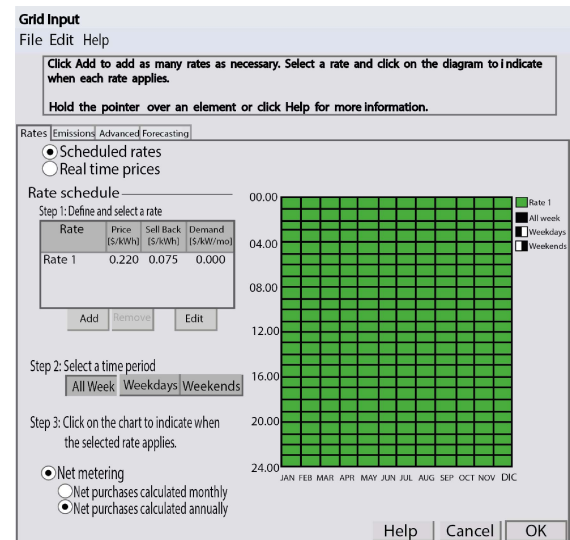 Grid Input
File Edit Help
Click Add to add as many rates as necessary. Select a rate and click on the diagram to indicate
when each rate applies.
Hold the pointer over an element or click Help for more information.
Rates Emissions Advanced Forecasting
Scheduled rates
Real time prices
Rate schedule
Step 1: Define and select a rate
Rate Price [$/kWh] Sell Back [$/kWh] Demand [$/kW/mo]
Rate 1 0.220 0.075 0.000
Add Remove Edit
Step 2: Select a time period
All Week Weekdays Weekends
Step 3: Click on the chart to indicate when
the selected rate applies.
Net metering
Net purchases calculated monthly
Net purchases calculated annually
00.00
04.00
08.00
12.00
16.00
20.00
24.00
JAN FEB MAR APR MAY JUN JUL AUG SEP OCT NOV DIC
Rate 1
All week
Weekdays
Weekends
Help Cancel OK